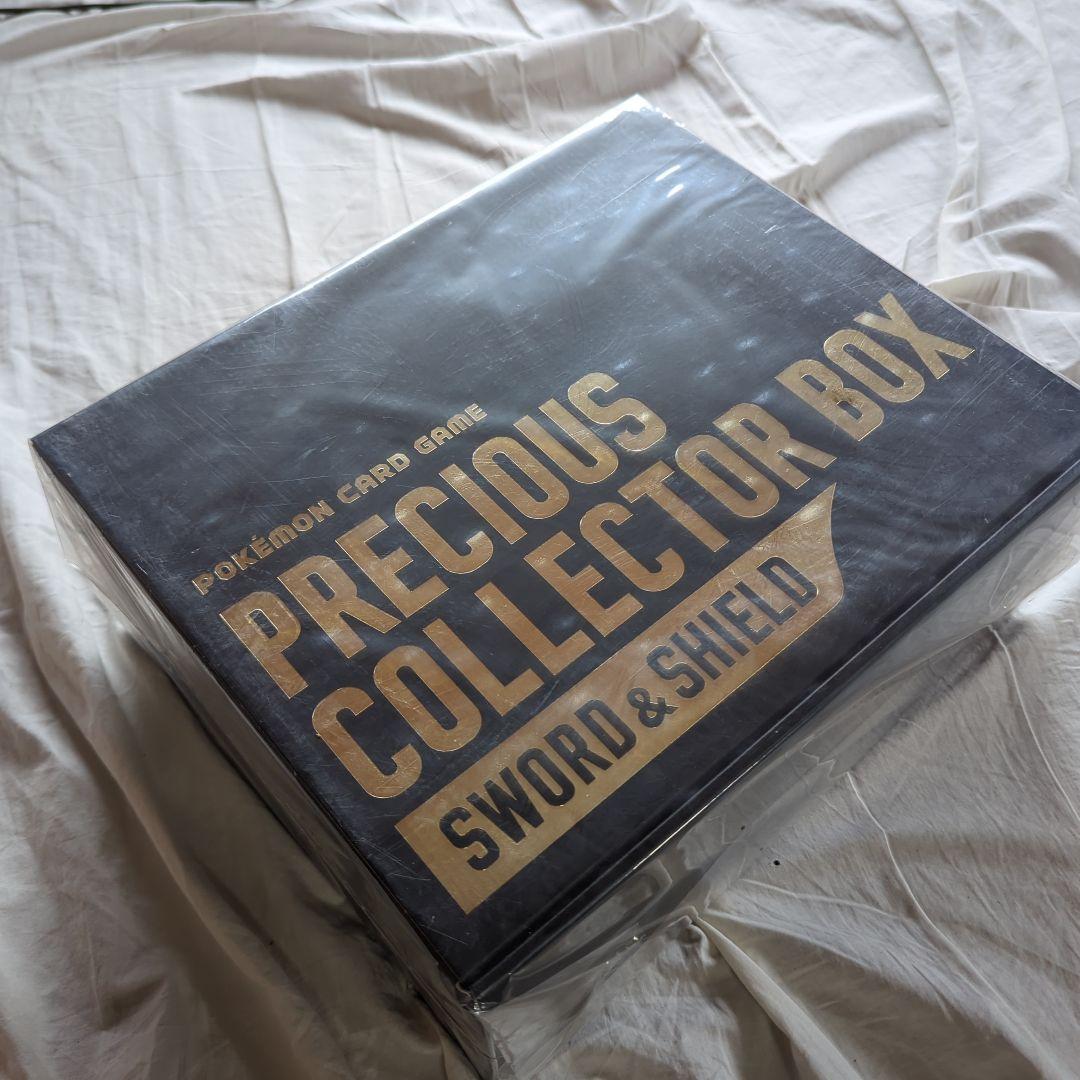 POKÉMON CARD GAME
PRECIOUS
COLLECTOR BOX
SWORD & SHIELD